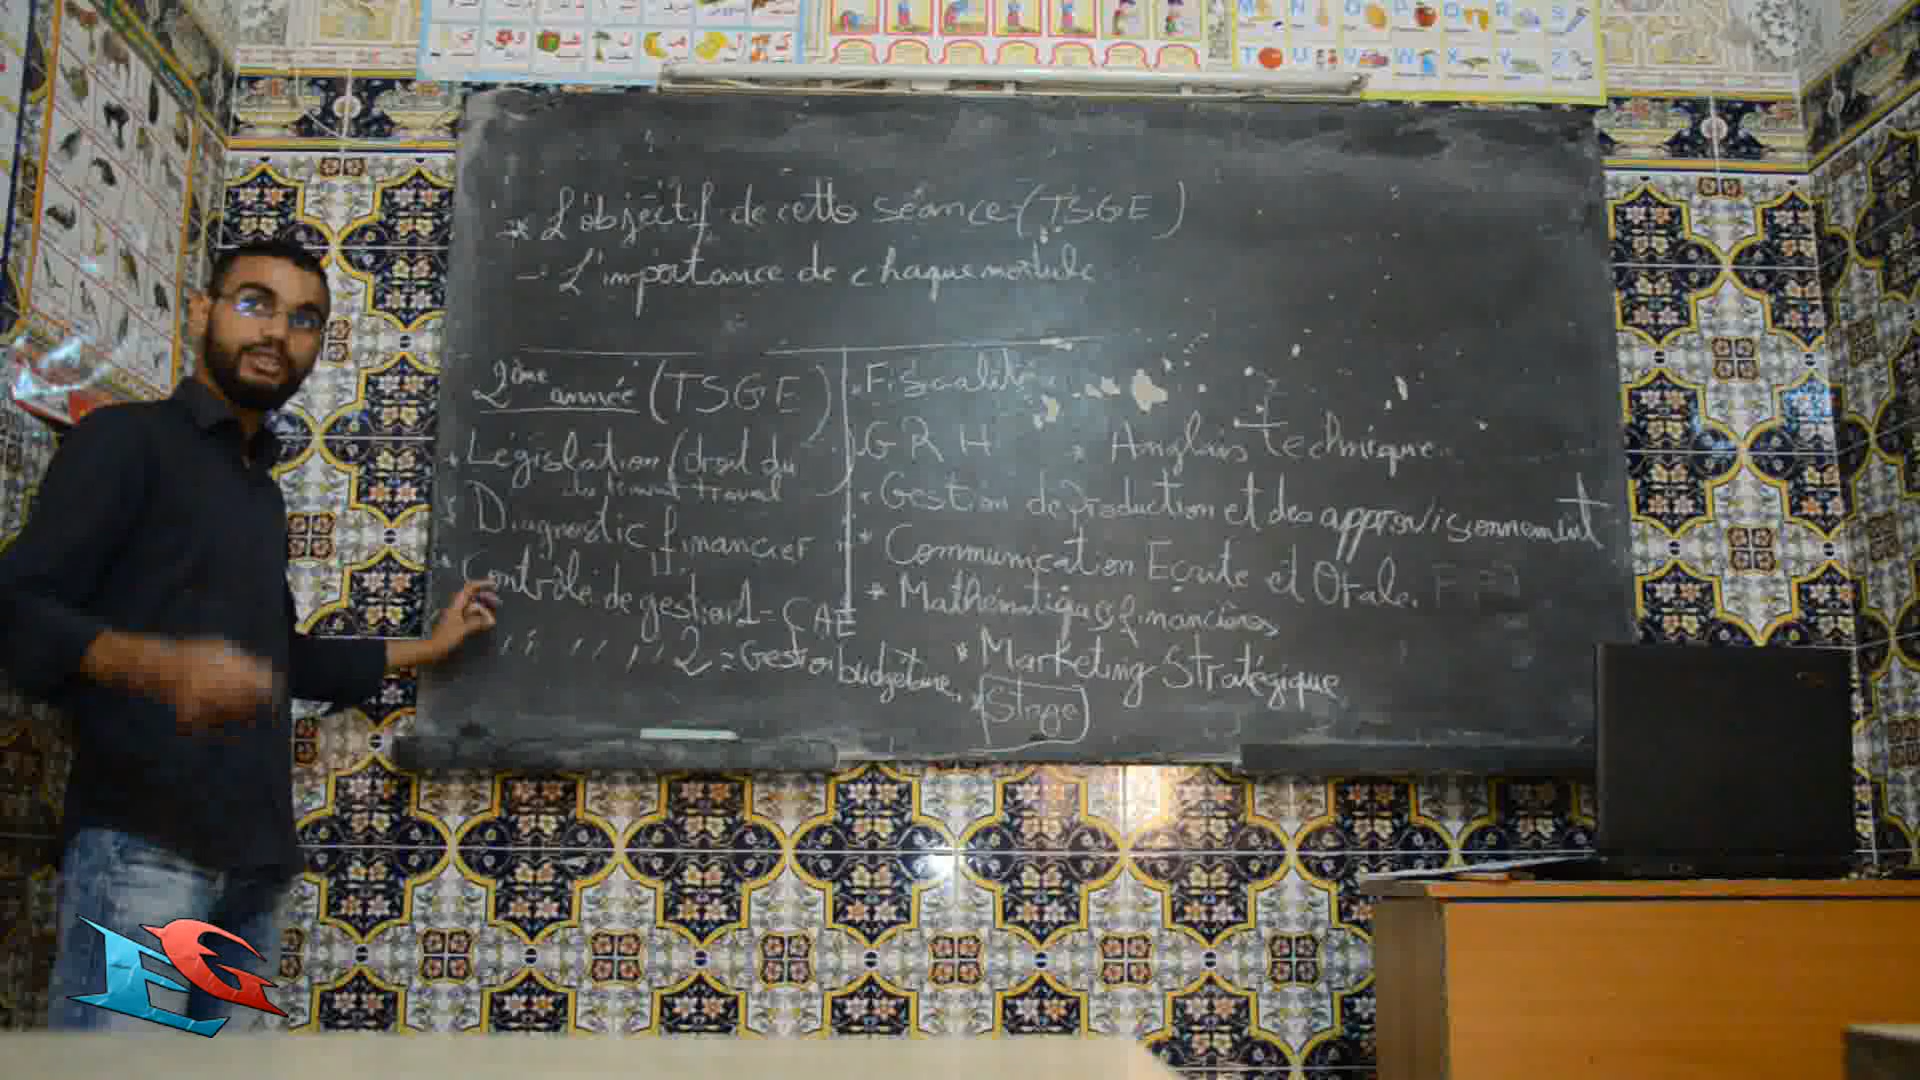 * L'objectif de cette séance (TSGE)
- L'importance de chaque module
2ème année (TSGE)
* Législation (droit du travail
* Diagnostic financier
* Contrôle de gestion 1 - CAE
,, ,, ,, 2 = Gestion budgétaire
* Fiscalité
GRH
* Anglais technique
* Gestion de production et des approvisionnement
* Communication Ecrite et Orale.
* Mathématiques financières
* Marketing Stratégique
* Stage
M N O P Q R S
T U V W X Y Z
EG